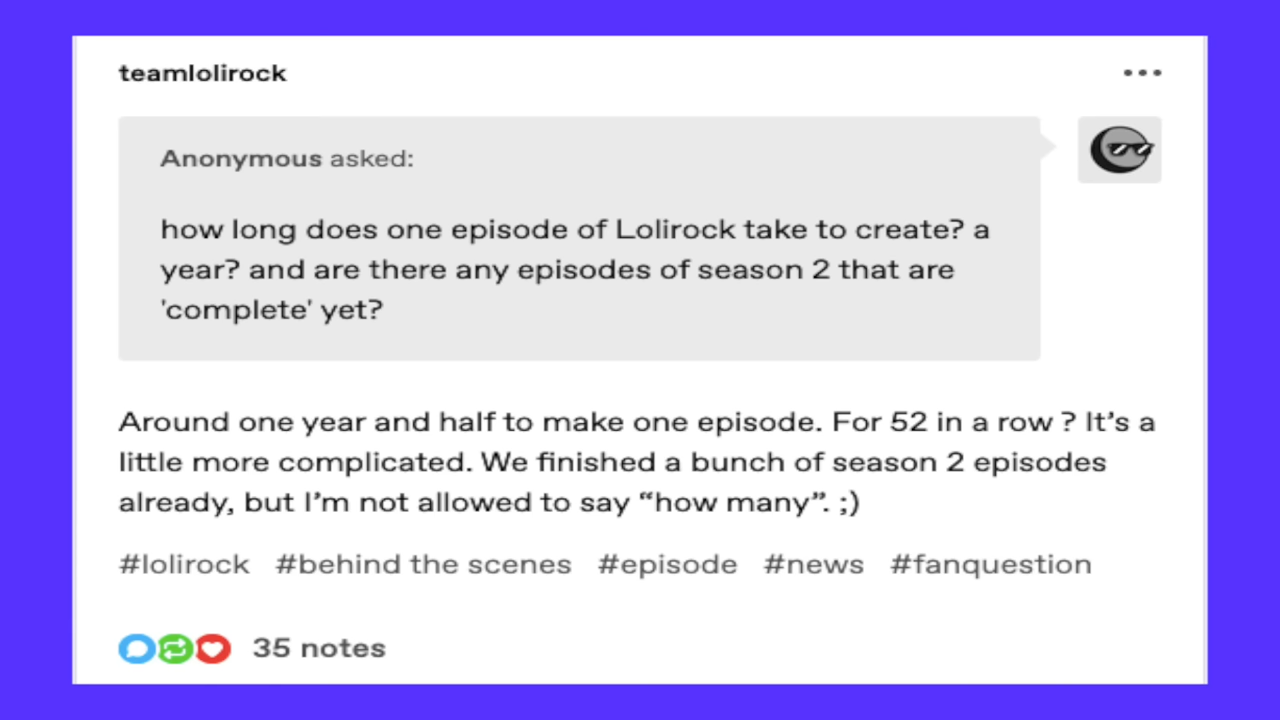 teamlolirock
Anonymous asked:
how long does one episode of Lolirock take to create? a
year? and are there any episodes of season 2 that are
'complete' yet?
Around one year and half to make one episode. For 52 in a row ? It’s a
little more complicated. We finished a bunch of season 2 episodes
already, but I’m not allowed to say “how many”. ;)
#lolirock #behind the scenes #episode #news #fanquestion
35 notes